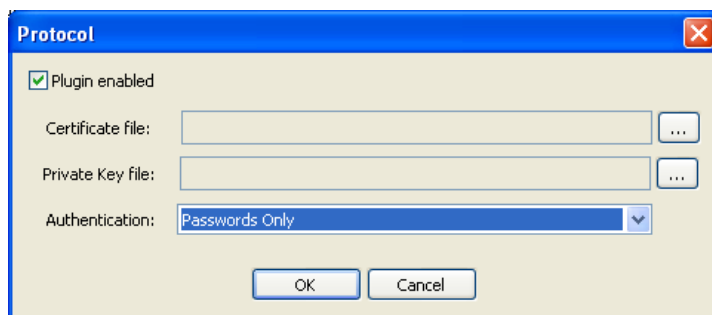 Protocol
Plugin enabled
Certificate file:
...
Private Key file:
...
Authentication:
Passwords Only
OK
Cancel